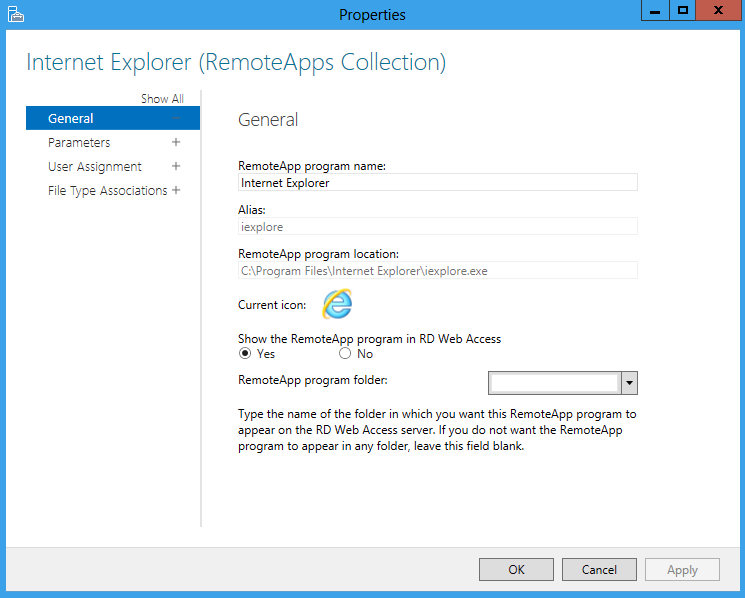 Properties
Internet Explorer (RemoteApps Collection)
Show All
General
Parameters +
User Assignment +
File Type Associations +
General
RemoteApp program name:
Internet Explorer
Alias:
iexplore
RemoteApp program location:
C:\Program Files\Internet Explorer\iexplore.exe
Current icon:
Show the RemoteApp program in RD Web Access
Yes No
RemoteApp program folder:
Type the name of the folder in which you want this RemoteApp program to
appear on the RD Web Access server. If you do not want the RemoteApp
program to appear in any folder, leave this field blank.
OK Cancel Apply